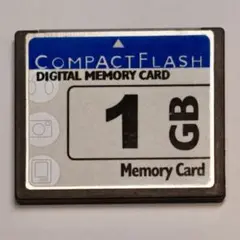 COMPACTFLASH
DIGITAL MEMORY CARD
1
GB
Memory Card